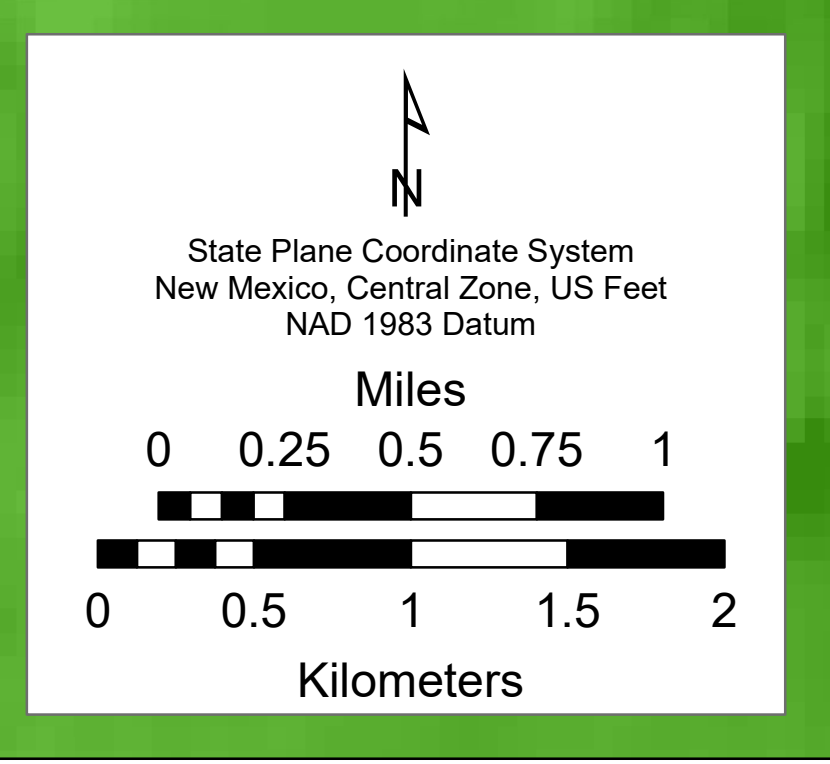 N
State Plane Coordinate System
New Mexico, Central Zone, US Feet
NAD 1983 Datum
Miles
0 0.25 0.5 0.75 1
0 0.5 1 1.5 2
Kilometers